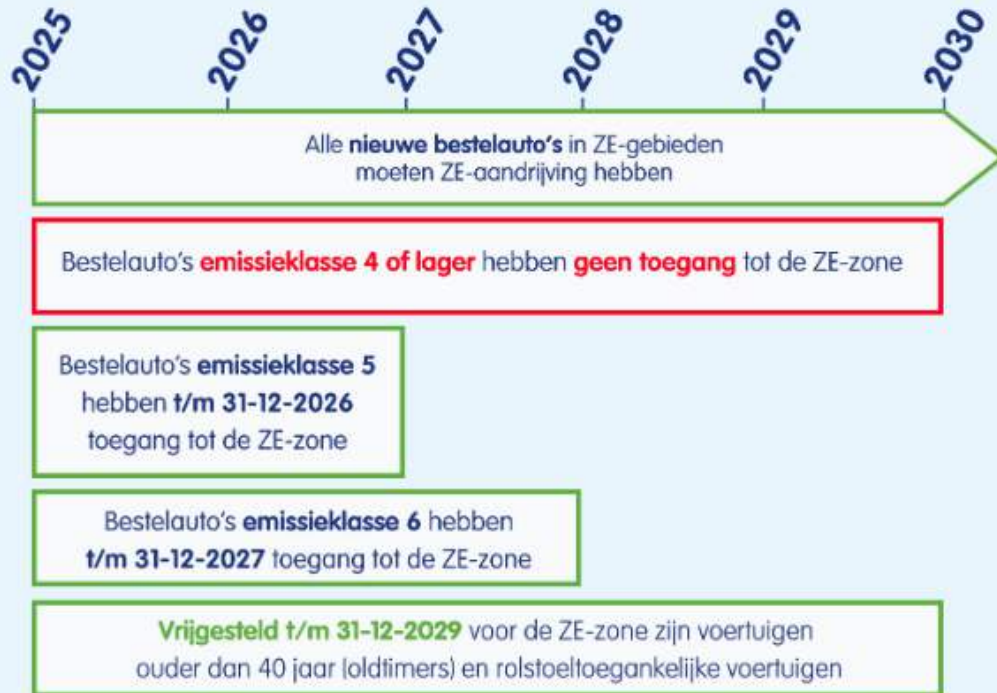 2025
2026
2027
2028
2029
2030
Alle nieuwe bestelauto's in ZE-gebieden
moeten ZE-aandrijving hebben
Bestelauto's emissieklasse 4 of lager hebben geen toegang tot de ZE-zone
Bestelauto's emissieklasse 5
hebben t/m 31-12-2026
toegang tot de ZE-zone
Bestelauto's emissieklasse 6 hebben
t/m 31-12-2027 toegang tot de ZE-zone
Vrijgesteld t/m 31-12-2029 voor de ZE-zone zijn voertuigen
ouder dan 40 jaar (oldtimers) en rolstoeltoegankelijke voertuigen